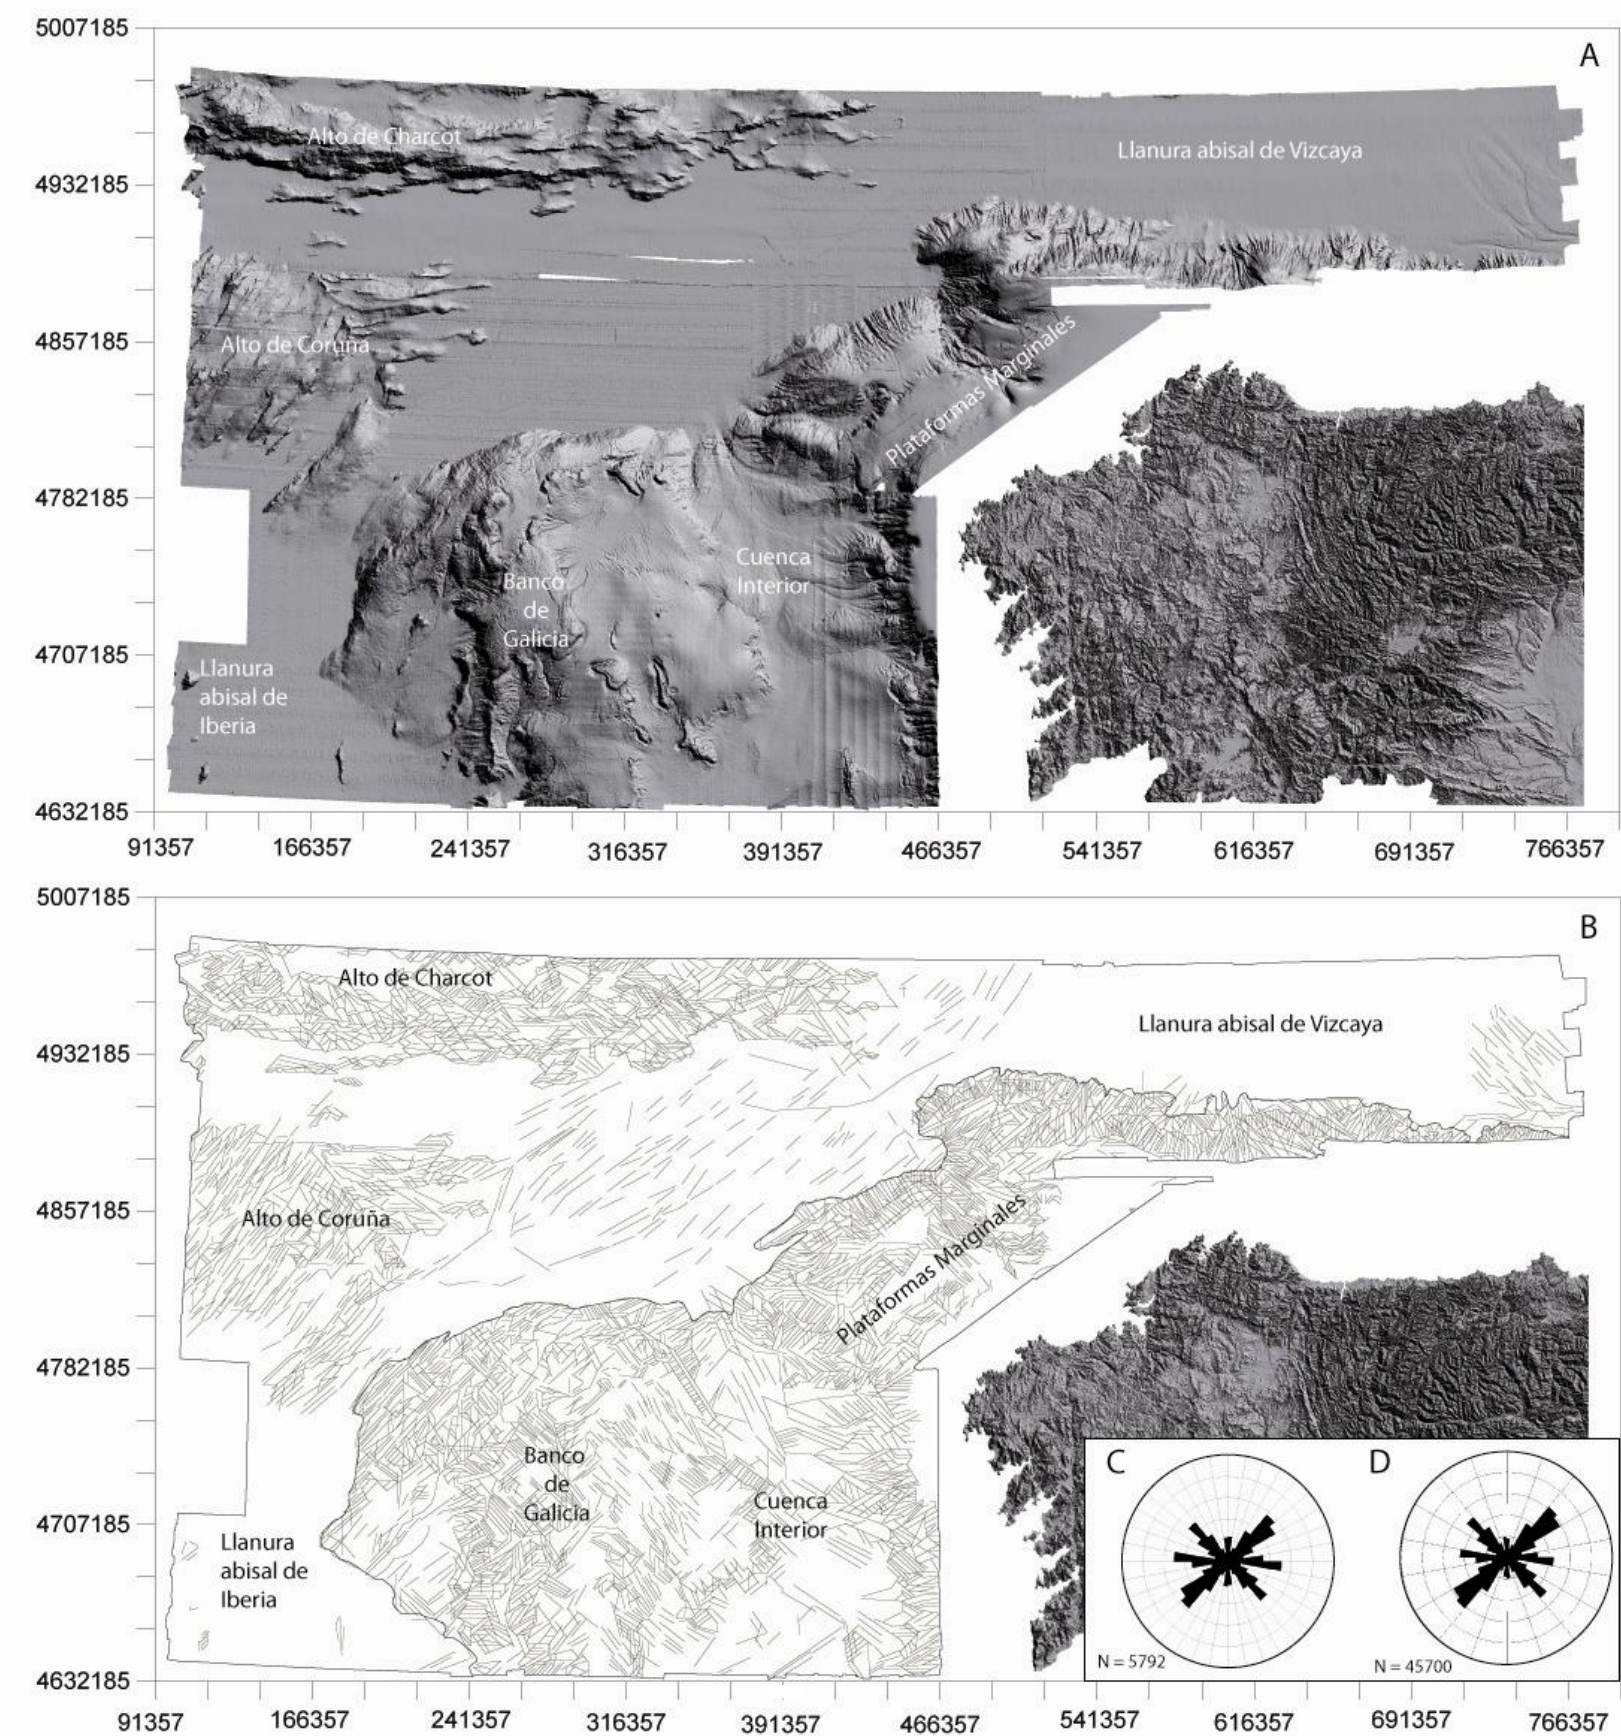 5007185
A
Alto de Charcot
Llanura abisal de Vizcaya
4932185
4857185
Alto de Coruña
Plataformas Marginales
4782185
Banco
de
Galicia
Cuenca
Interior
4707185
Llanura
abisal de
Iberia
4632185
91357 166357 241357 316357 391357 466357 541357 616357 691357 766357
5007185
B
Alto de Charcot
Llanura abisal de Vizcaya
4932185
4857185
Alto de Coruña
Plataformas Marginales
4782185
Banco
de
Galicia
Cuenca
Interior
4707185
Llanura
abisal de
Iberia
C
D
N = 5792
N = 45700
4632185
91357 166357 241357 316357 391357 466357 541357 616357 691357 766357